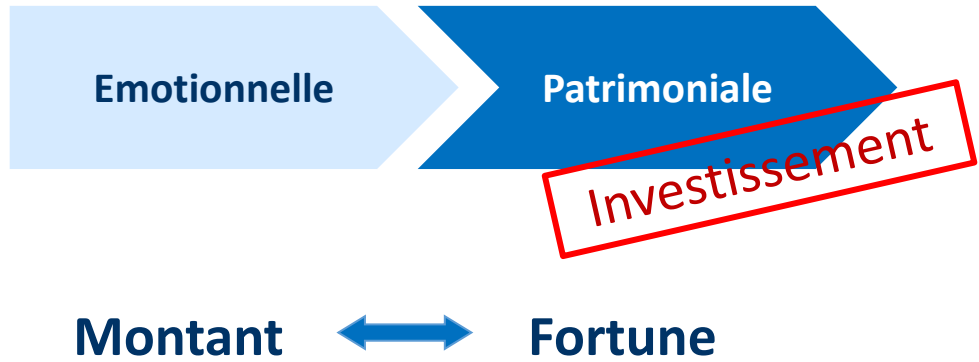 Emotionnelle
Patrimoniale
Investissement
Montant
Fortune